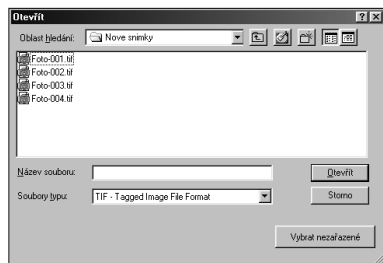 Otevřít
Oblast hledání: Nove snimky
Foto-001.tif
Foto-002.tif
Foto-003.tif
Foto-004.tif
Název souboru: Otevřít
Soubory typu: TIF - Tagged Image File Format Storno
Vybrat nezařazené